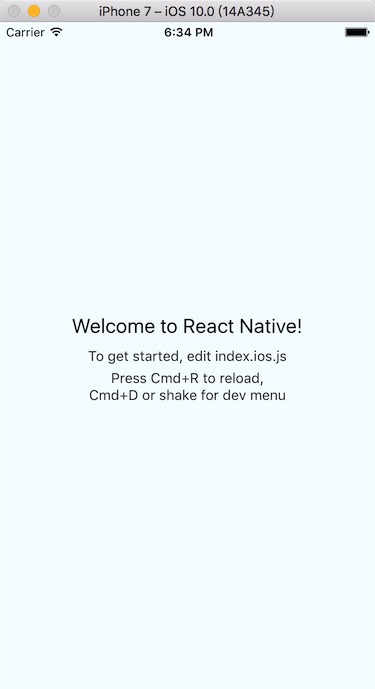 iPhone 7 – iOS 10.0 (14A345)
Carrier 6:34 PM
Welcome to React Native!
To get started, edit index.ios.js
Press Cmd+R to reload,
Cmd+D or shake for dev menu